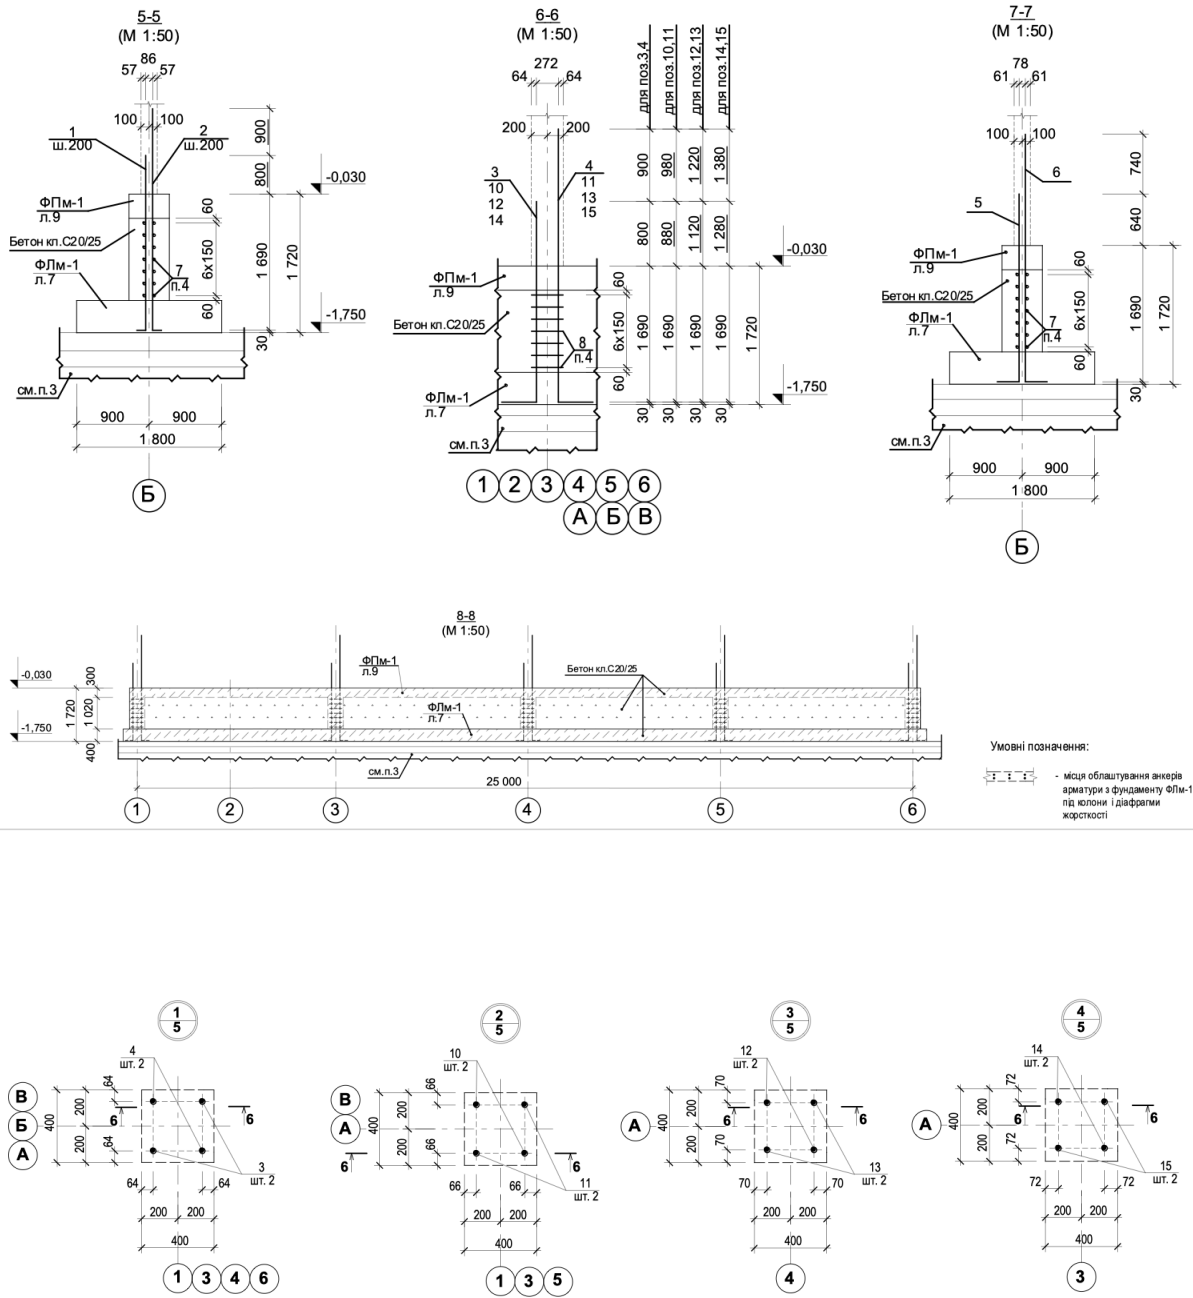 5-5
(М 1:50)
86
57
57
100
100
1
ш.200
2
ш.200
900
800
-0,030
ФПм-1
л.9
60
Бетон кл.С20/25
6х150
1 690
1 720
ФЛм-1
л.7
7
п.4
60
-1,750
30
см.п.3
900
900
1 800
Б
6-6
(М 1:50)
272
64
64
200
200
для поз.3,4
для поз.10,11
для поз.12,13
для поз.14,15
3
10
12
14
4
11
13
15
900
980
1 220
1 380
800
880
1 120
1 280
-0,030
ФПм-1
л.9
60
Бетон кл.С20/25
6х150
1 690
1 690
1 690
1 690
1 720
8
п.4
60
-1,750
ФЛм-1
л.7
30
30
30
30
см.п.3
1
2
3
4
5
6
А
Б
В
7-7
(М 1:50)
78
61
61
100
100
6
5
740
640
ФПм-1
л.9
60
Бетон кл.С20/25
6х150
1 690
1 720
ФЛм-1
л.7
7
п.4
60
30
см.п.3
900
900
1 800
Б
8-8
(М 1:50)
-0,030
300
1 720
1 020
-1,750
400
ФПм-1
л.9
Бетон кл.С20/25
ФЛм-1
л.7
см.п.3
25 000
1
2
3
4
5
6
Умовні позначення:
- місця облаштування анкерів
арматури з фундаменту ФЛм-1
під колони і діафрагми
жорсткості
1
5
4
шт. 2
64
В
Б
А
400
200
200
6
6
64
3
шт. 2
64
64
200
200
400
1
3
4
6
2
5
10
шт. 2
66
В
А
400
200
200
66
6
6
11
шт. 2
66
66
200
200
400
1
3
5
3
5
12
шт. 2
70
А
400
200
200
6
6
70
13
шт. 2
70
70
200
200
400
4
4
5
14
шт. 2
72
А
400
200
200
6
6
72
15
шт. 2
72
72
200
200
400
3